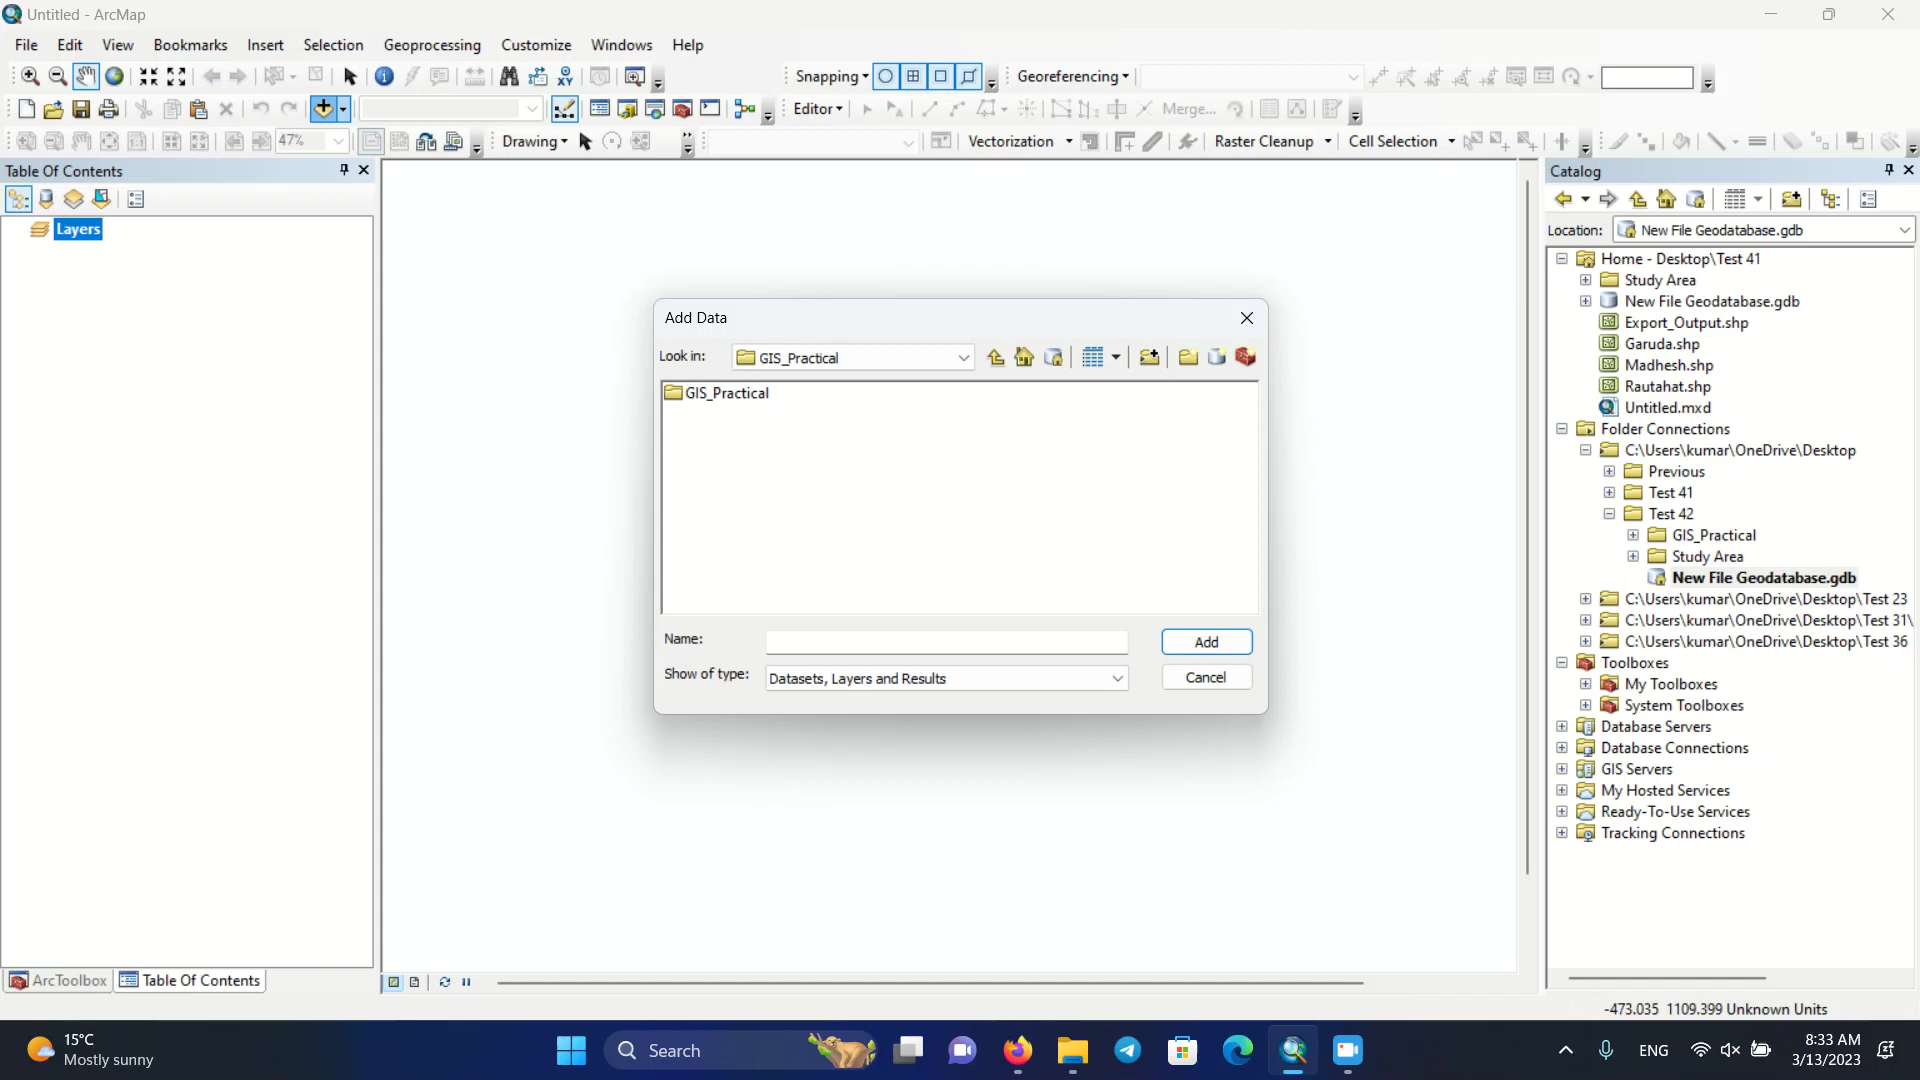 Untitled - ArcMap
File Edit View Bookmarks Insert Selection Geoprocessing Customize Windows Help
Snapping Georeferencing
Editor Merge...
47% Drawing Vectorization Raster Cleanup Cell Selection
Table Of Contents
Layers
Add Data
Look in: GIS_Practical
GIS_Practical
Name: Add
Show of type: Datasets, Layers and Results Cancel
Catalog
Location: New File Geodatabase.gdb
Home - Desktop\Test 41
Study Area
New File Geodatabase.gdb
Export_Output.shp
Garuda.shp
Madhesh.shp
Rautahat.shp
Untitled.mxd
Folder Connections
C:\Users\kumar\OneDrive\Desktop
Previous
Test 41
Test 42
GIS_Practical
Study Area
New File Geodatabase.gdb
C:\Users\kumar\OneDrive\Desktop\Test 23
C:\Users\kumar\OneDrive\Desktop\Test 31\
C:\Users\kumar\OneDrive\Desktop\Test 36
Toolboxes
My Toolboxes
System Toolboxes
Database Servers
Database Connections
GIS Servers
My Hosted Services
Ready-To-Use Services
Tracking Connections
ArcToolbox Table Of Contents
-473.035 1109.399 Unknown Units
15°C
Mostly sunny
Search
ENG
8:33 AM
3/13/2023